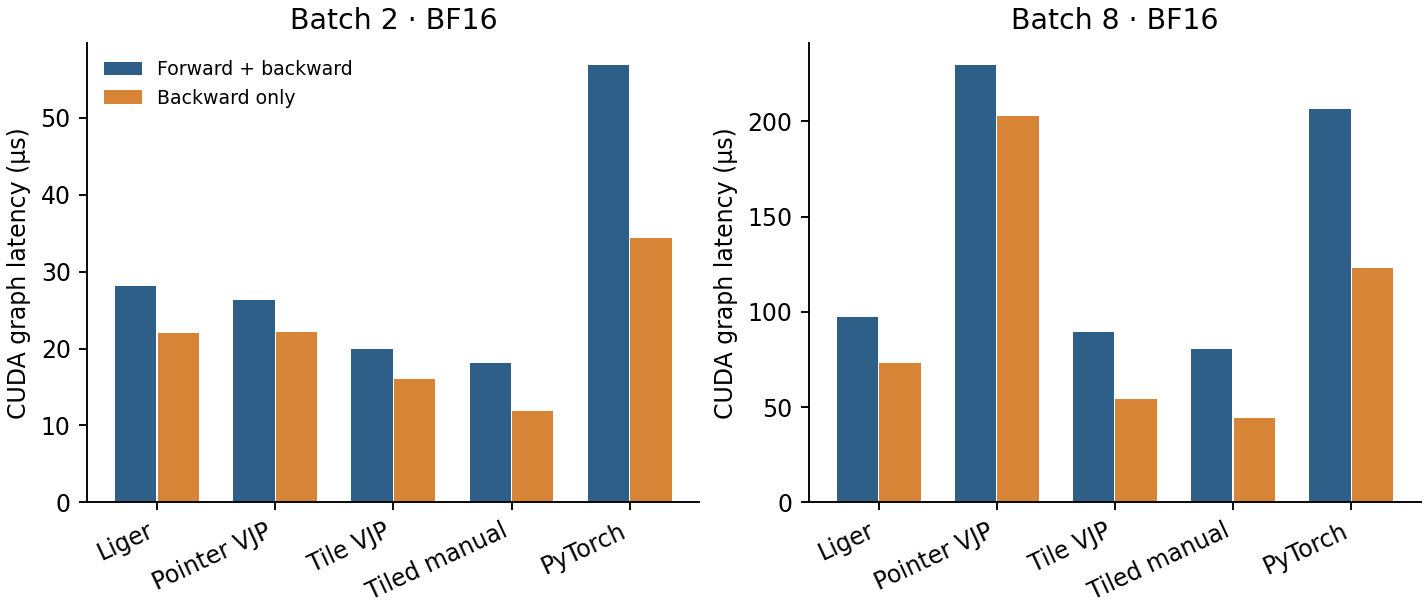 Batch 2 · BF16
Forward + backward
Backward only
CUDA graph latency (µs)
50
40
30
20
10
0
Liger
Pointer VJP
Tile VJP
Tiled manual
PyTorch
Batch 8 · BF16
CUDA graph latency (µs)
200
150
100
50
0
Liger
Pointer VJP
Tile VJP
Tiled manual
PyTorch